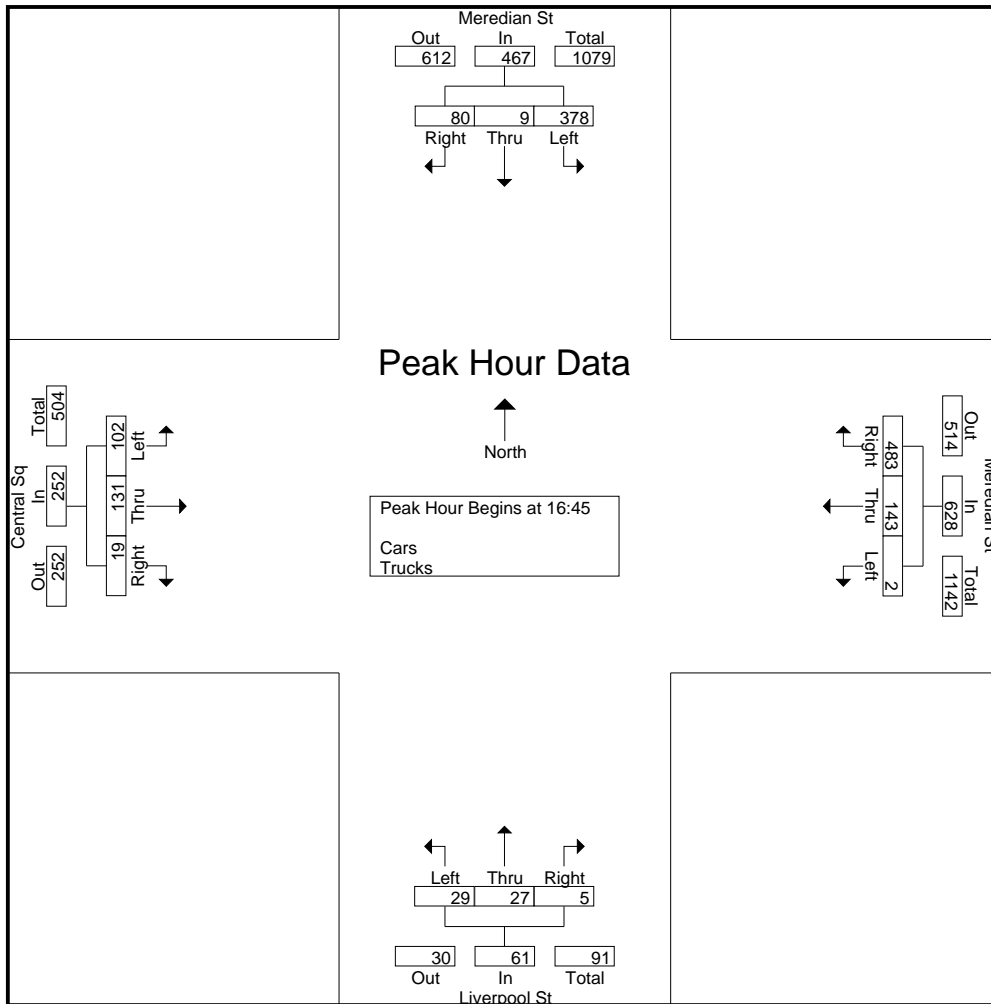 Meredian St
Out In Total
612 467 1079
80 9 378
Right Thru Left
Peak Hour Data
North
Peak Hour Begins at 16:45
Cars
Trucks
Central Sq
Out In Total
252 252 504
Right Thru Left
19 131 102
Meredian St
Out In Total
514 628 1142
Right Thru Left
483 143 2
Left Thru Right
29 27 5
30 61 91
Out In Total
Liverpool St